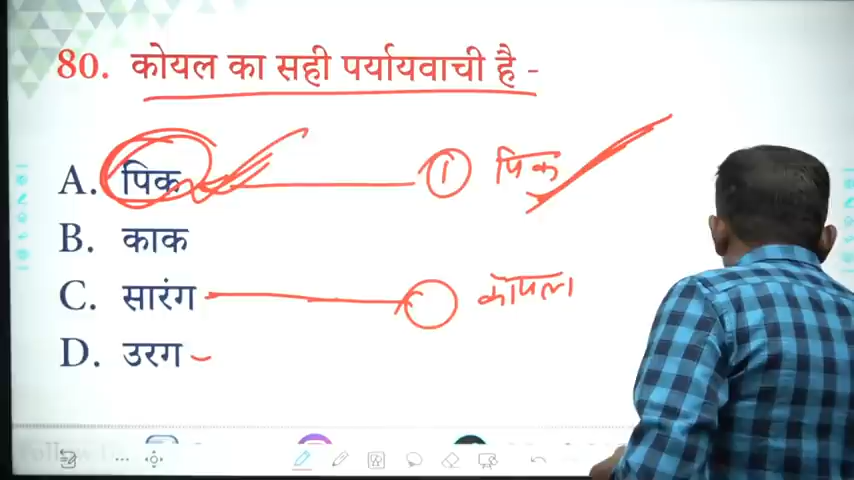 80. कोयल का सही पर्यायवाची है -
A. पिक ① पिक
B. काक
C. सारंग कोयल
D. उरग